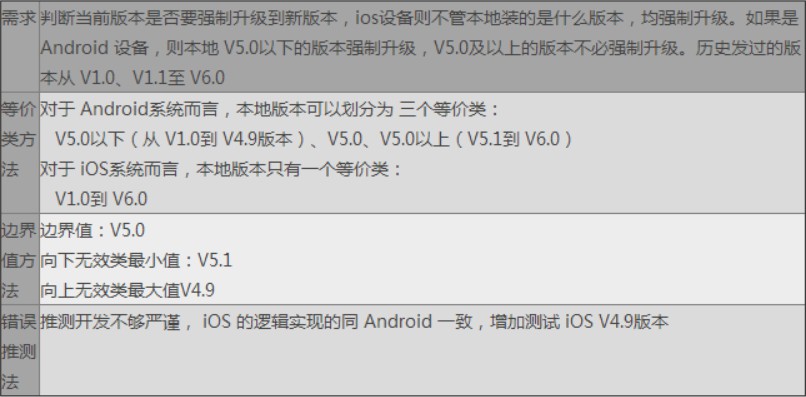 需求
判断当前版本是否要强制升级到新版本，ios设备则不管本地装的是什么版本，均强制升级。如果是
Android 设备，则本地 V5.0以下的版本强制升级，V5.0及以上的版本不必强制升级。历史发过的版
本从 V1.0、V1.1至 V6.0
等价
类方
法
对于 Android系统而言，本地版本可以划分为 三个等价类：
V5.0以下（从 V1.0到 V4.9版本）、V5.0、V5.0以上（V5.1到 V6.0）
对于 iOS系统而言，本地版本只有一个等价类：
V1.0到 V6.0
边界
值方
法
边界值：V5.0
向下无效类最小值：V5.1
向上无效类最大值V4.9
错误
推测
法
推测开发不够严谨， iOS 的逻辑实现的同 Android 一致，增加测试 iOS V4.9版本